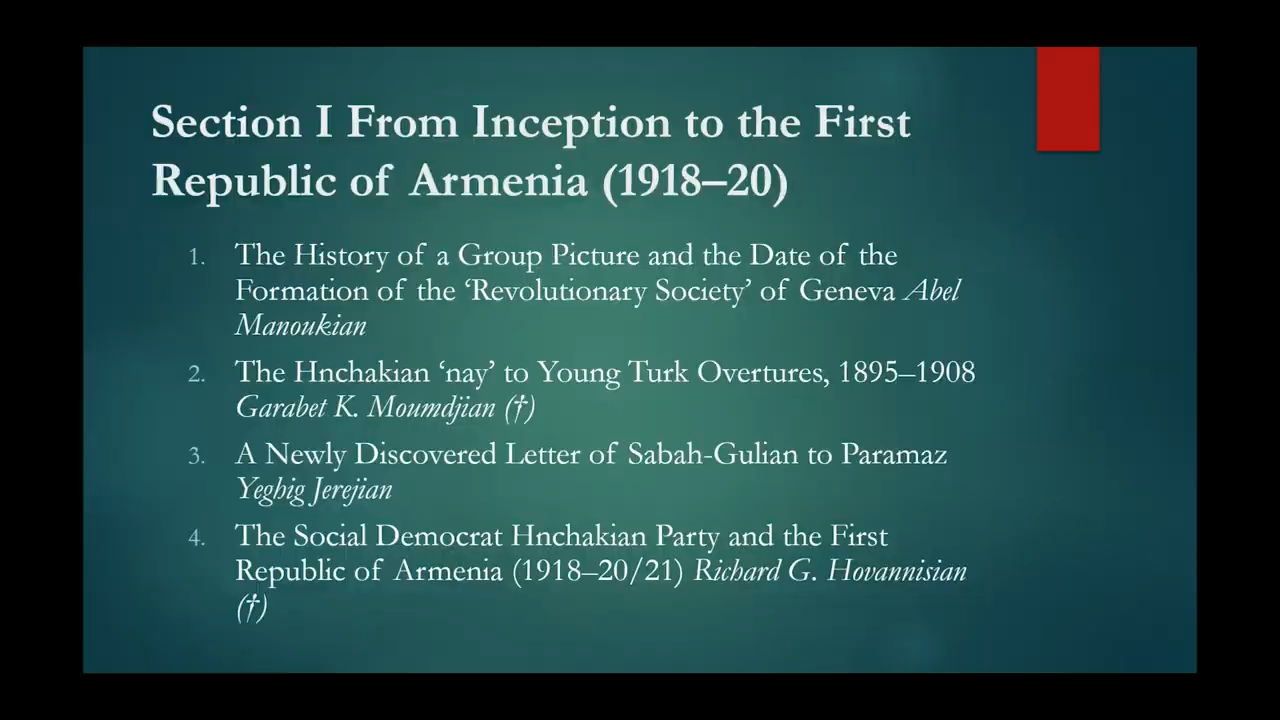 Section I From Inception to the First
Republic of Armenia (1918–20)
1. The History of a Group Picture and the Date of the
Formation of the ‘Revolutionary Society’ of Geneva Abel
Manoukian
2. The Hnchakian ‘nay’ to Young Turk Overtures, 1895–1908
Garabet K. Moumdjian (†)
3. A Newly Discovered Letter of Sabah-Gulian to Paramaz
Yeghig Jerejian
4. The Social Democrat Hnchakian Party and the First
Republic of Armenia (1918–20/21) Richard G. Hovannisian
(†)